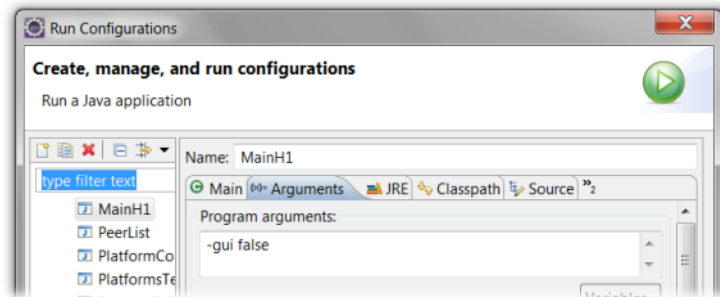 Run Configurations
X
Create, manage, and run configurations
Run a Java application
Name: MainH1
type filter text
Main Arguments JRE Classpath Source »2
MainH1
Program arguments:
PeerList
-gui false
PlatformCo
PlatformsTe